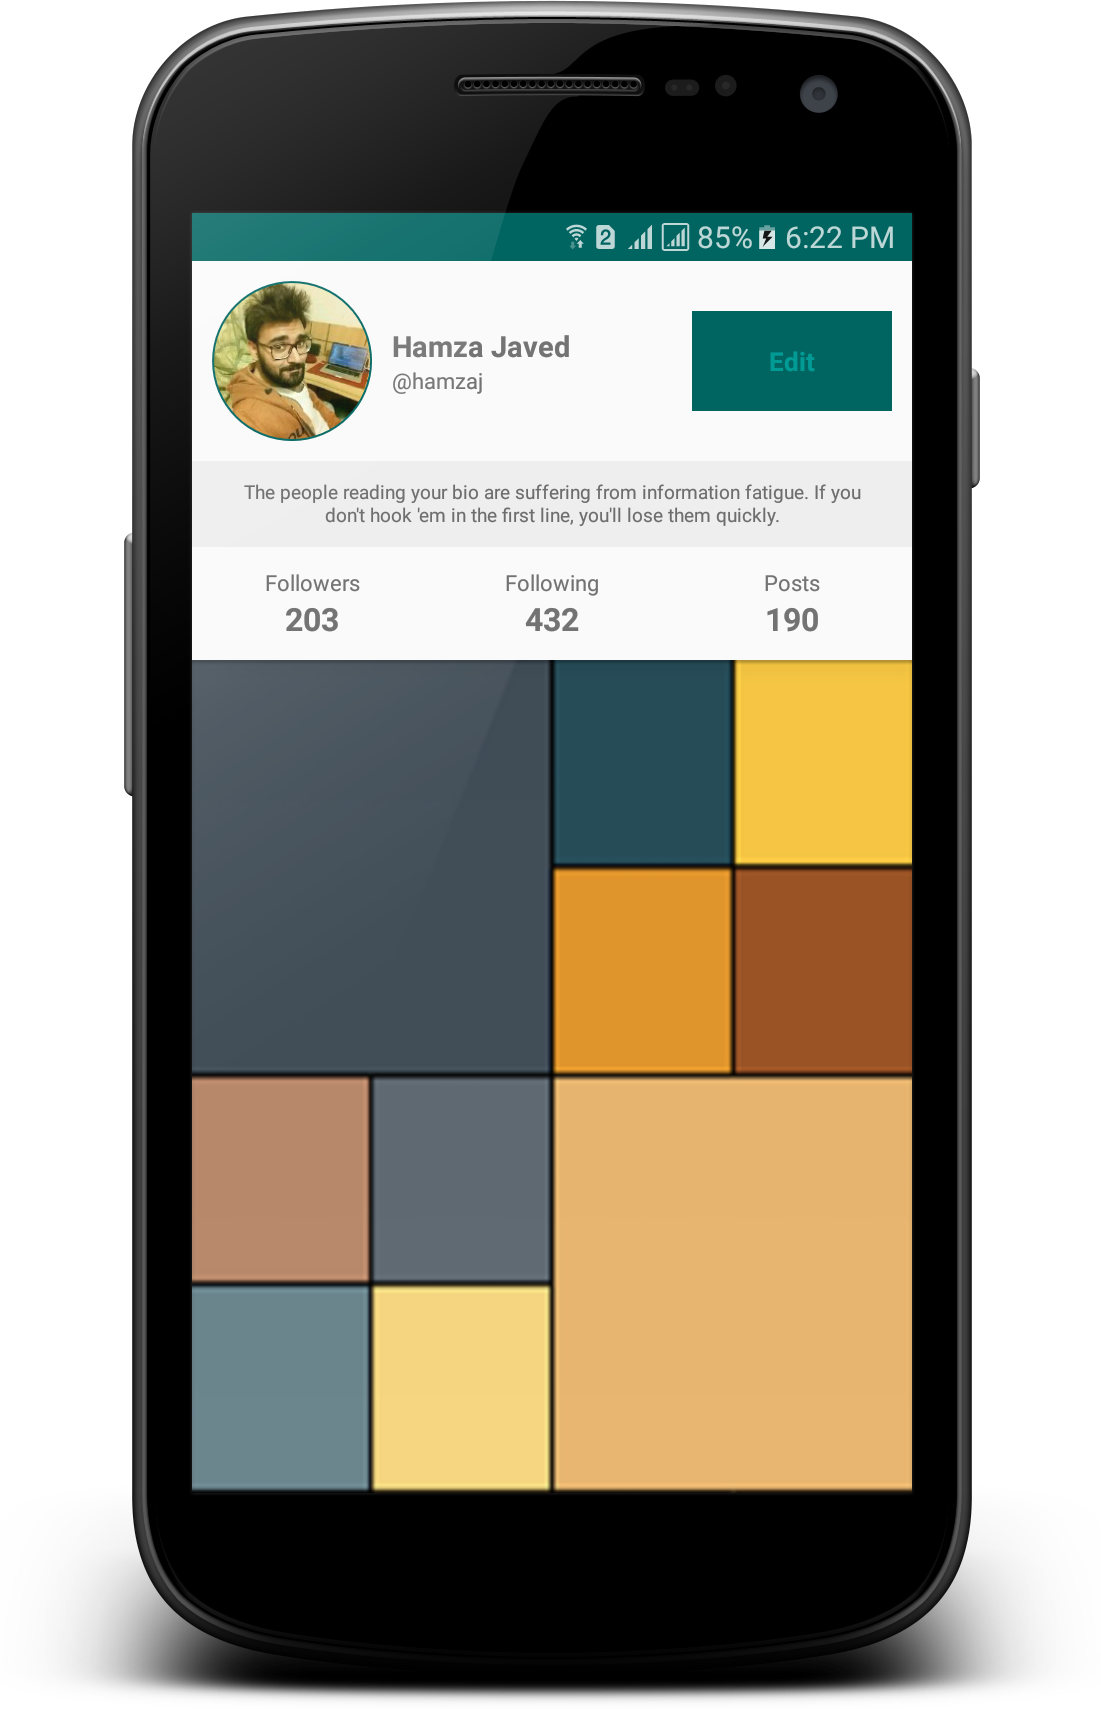 2 85% 6:22 PM
Hamza Javed
@hamzaj
Edit
The people reading your bio are suffering from information fatigue. If you
don't hook 'em in the first line, you'll lose them quickly.
Followers Following Posts
203 432 190